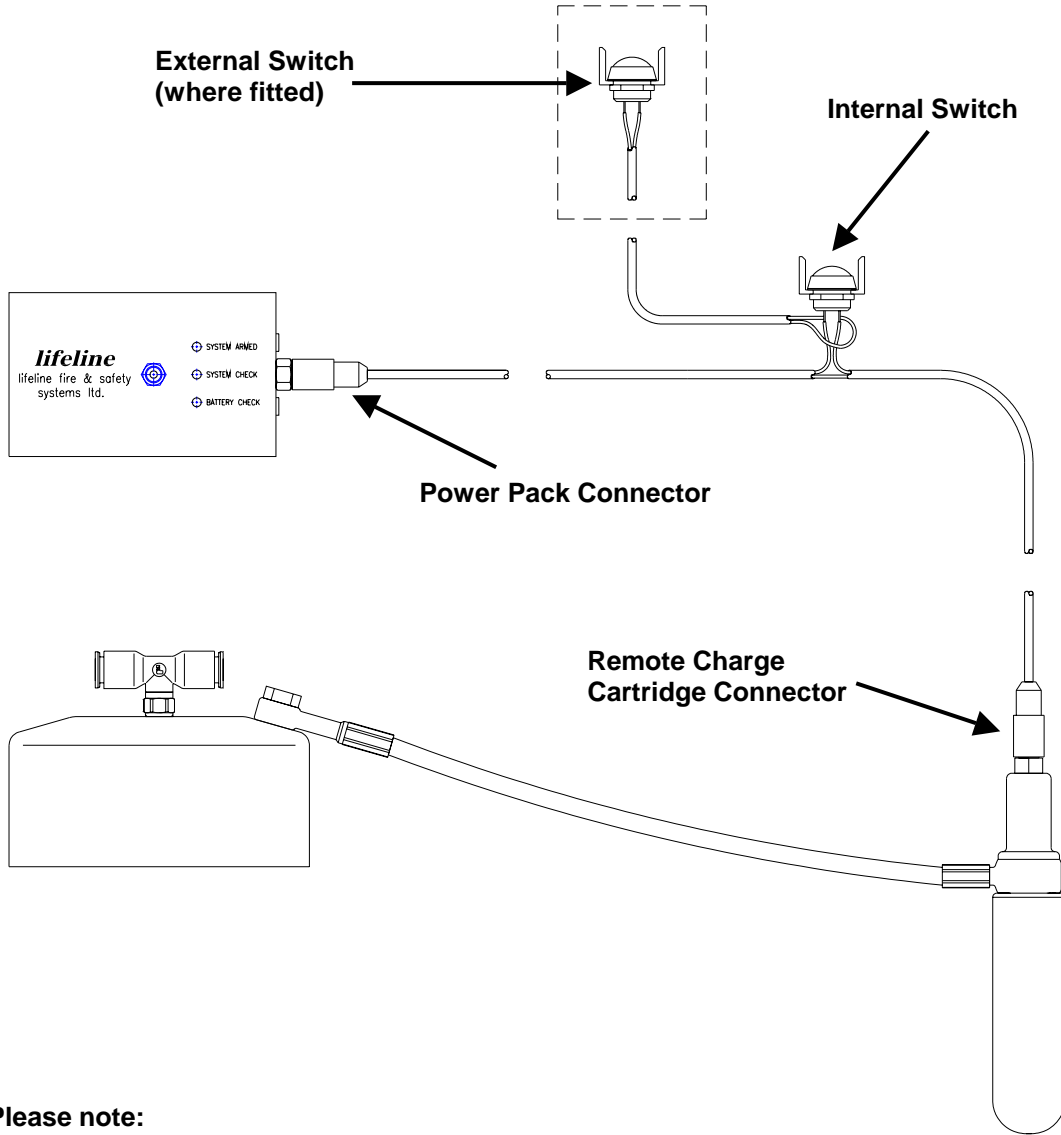 External Switch
(where fitted)
Internal Switch
lifeline
lifeline fire & safety
systems ltd.
SYSTEM ARMED
SYSTEM CHECK
BATTERY CHECK
Power Pack Connector
Remote Charge
Cartridge Connector
Please note: